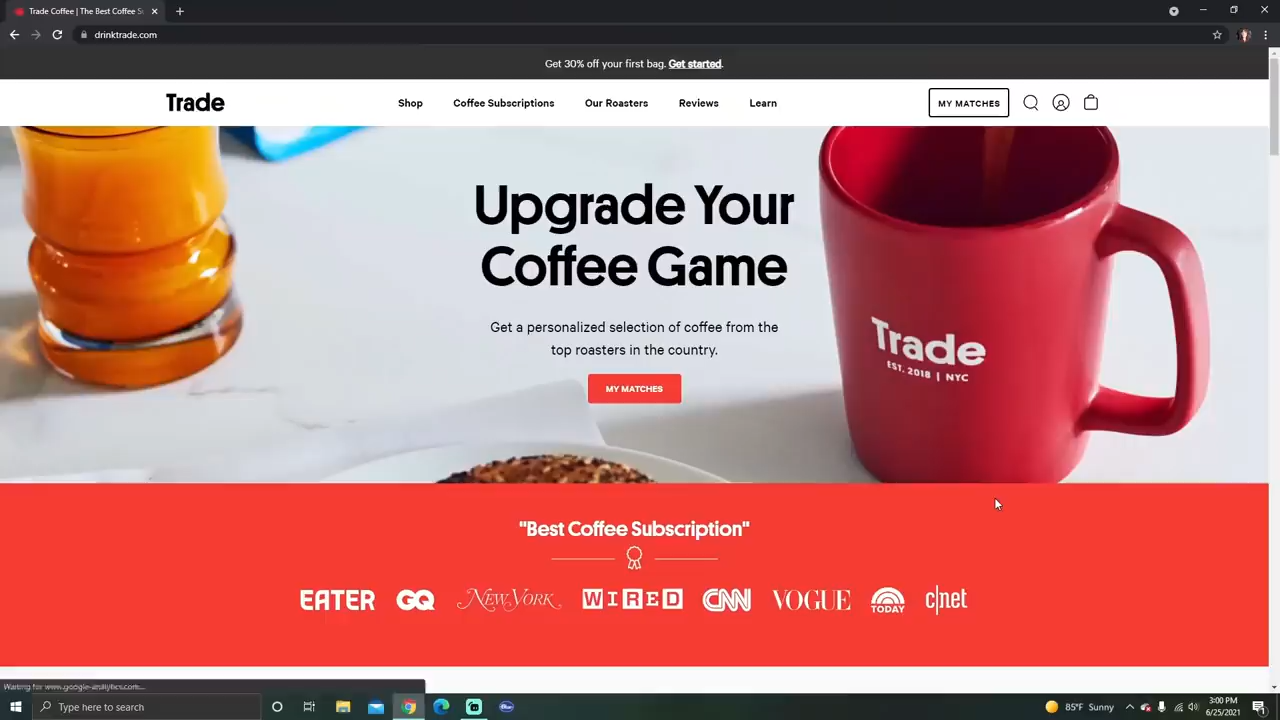 Trade Coffee | The Best Coffee S
drinktrade.com
Get 30% off your first bag. Get started.
Trade
Shop
Coffee Subscriptions
Our Roasters
Reviews
Learn
MY MATCHES
Upgrade Your
Coffee Game
Get a personalized selection of coffee from the
top roasters in the country.
MY MATCHES
Trade
EST. 2018 | NYC
"Best Coffee Subscription"
EATER
GQ
NEW YORK
WIRED
CNN
VOGUE
TODAY
c|net
Waiting for www.google-analytics.com...
Type here to search
85°F Sunny
3:00 PM
6/25/2021